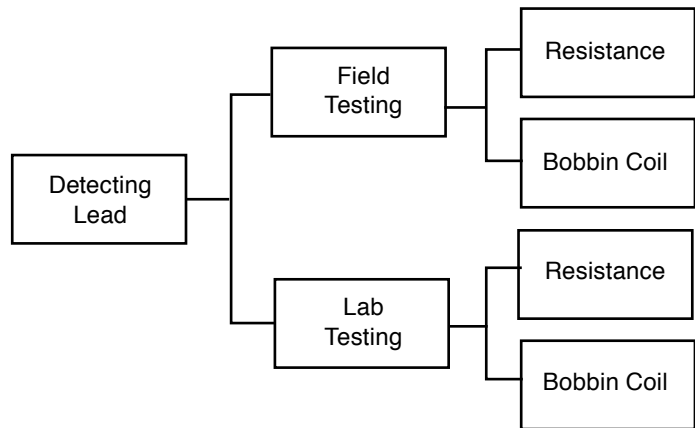 Detecting
Lead
Field
Testing
Resistance
Bobbin Coil
Lab
Testing
Resistance
Bobbin Coil